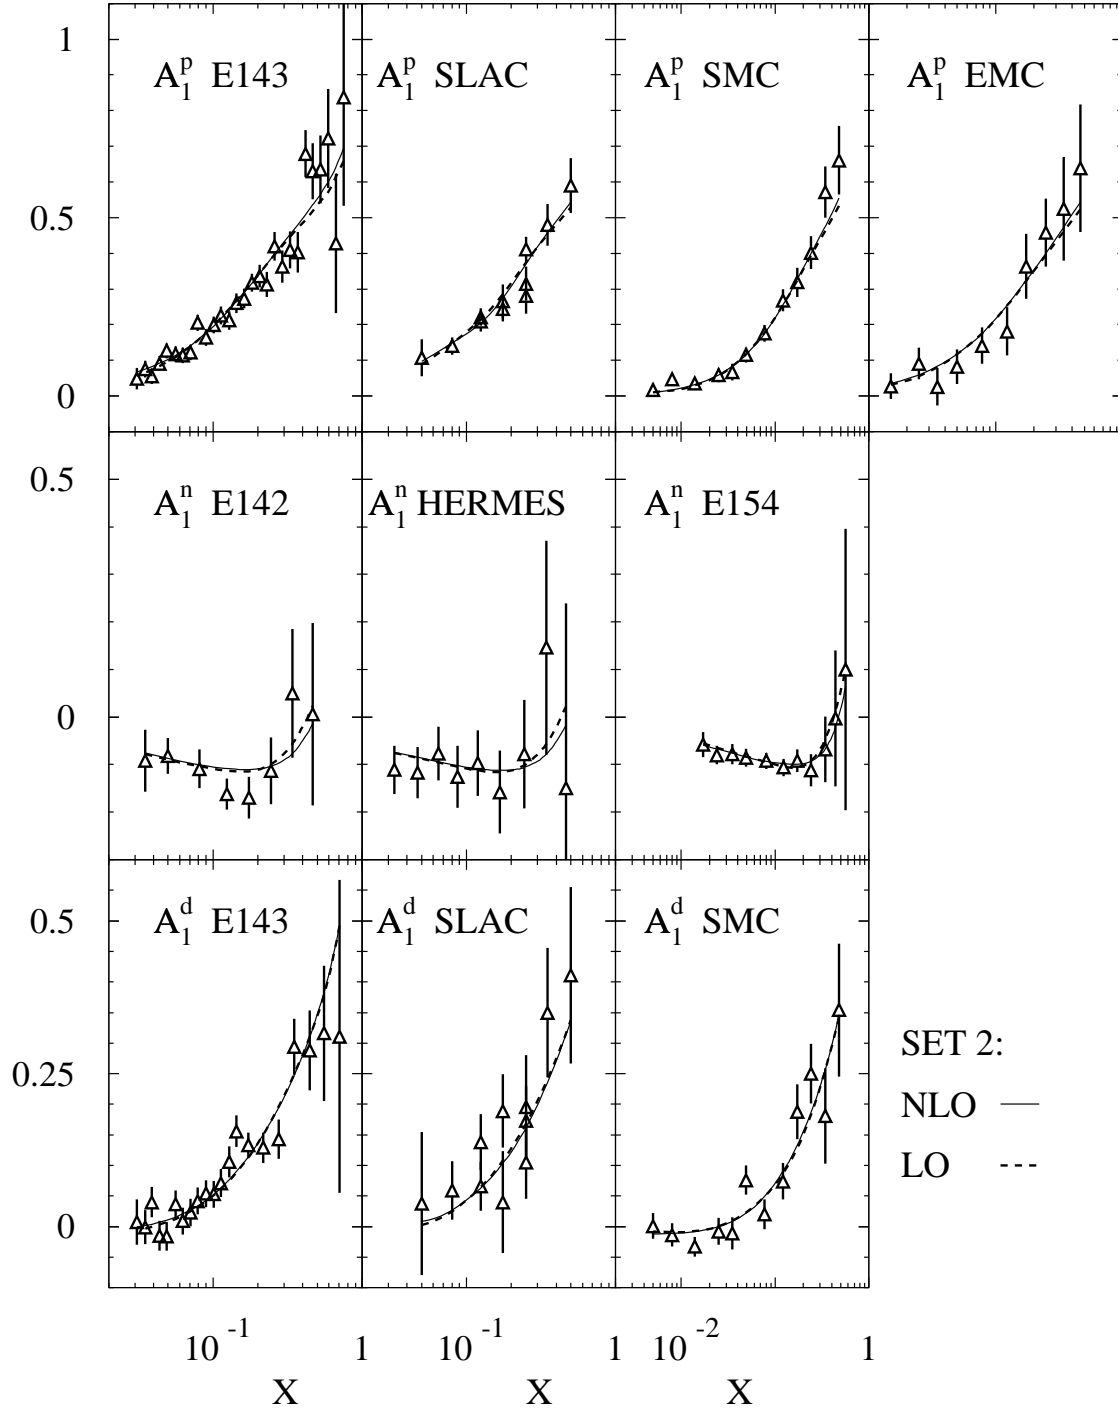 1
0.5
0
A₁ᵖ E143
A₁ᵖ SLAC
A₁ᵖ SMC
A₁ᵖ EMC
0.5
0
A₁ⁿ E142
A₁ⁿ HERMES
A₁ⁿ E154
0.5
0.25
0
A₁ᵈ E143
A₁ᵈ SLAC
A₁ᵈ SMC
SET 2:
NLO
LO
10⁻¹ 1 10⁻¹ 1 10⁻² 1
X X X